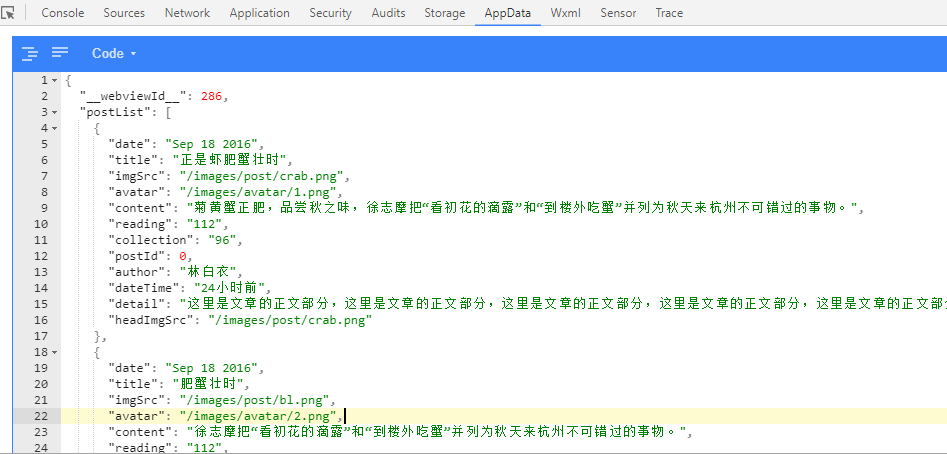 Console Sources Network Application Security Audits Storage AppData Wxml Sensor Trace
Code
1 {
2 "__webviewId__": 286,
3 "postList": [
4 {
5 "date": "Sep 18 2016",
6 "title": "正是虾肥蟹壮时",
7 "imgSrc": "/images/post/crab.png",
8 "avatar": "/images/avatar/1.png",
9 "content": "菊黄蟹正肥，品尝秋之味，徐志摩把“看初花的滴露”和“到楼外吃蟹”并列为秋天来杭州不可错过的事物。",
10 "reading": "112",
11 "collection": "96",
12 "postId": 0,
13 "author": "林白衣",
14 "dateTime": "24小时前",
15 "detail": "这里是文章的正文部分，这里是文章的正文部分，这里是文章的正文部分，这里是文章的正文部分，这里是文章的正文部分
16 "headImgSrc": "/images/post/crab.png"
17 },
18 {
19 "date": "Sep 18 2016",
20 "title": "肥蟹壮时",
21 "imgSrc": "/images/post/bl.png",
22 "avatar": "/images/avatar/2.png",
23 "content": "徐志摩把“看初花的滴露”和“到楼外吃蟹”并列为秋天来杭州不可错过的事物。",
24 "reading": "112",